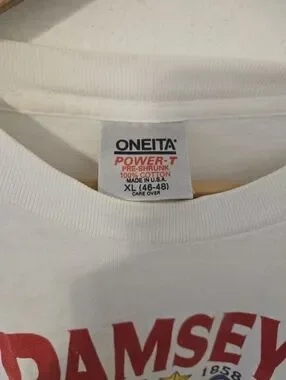 ONEITA
POWER-T
PRE-SHRUNK
100% COTTON
MADE IN U.S.A.
XL (46-48)
CARE OVER
DAMSEY
1858